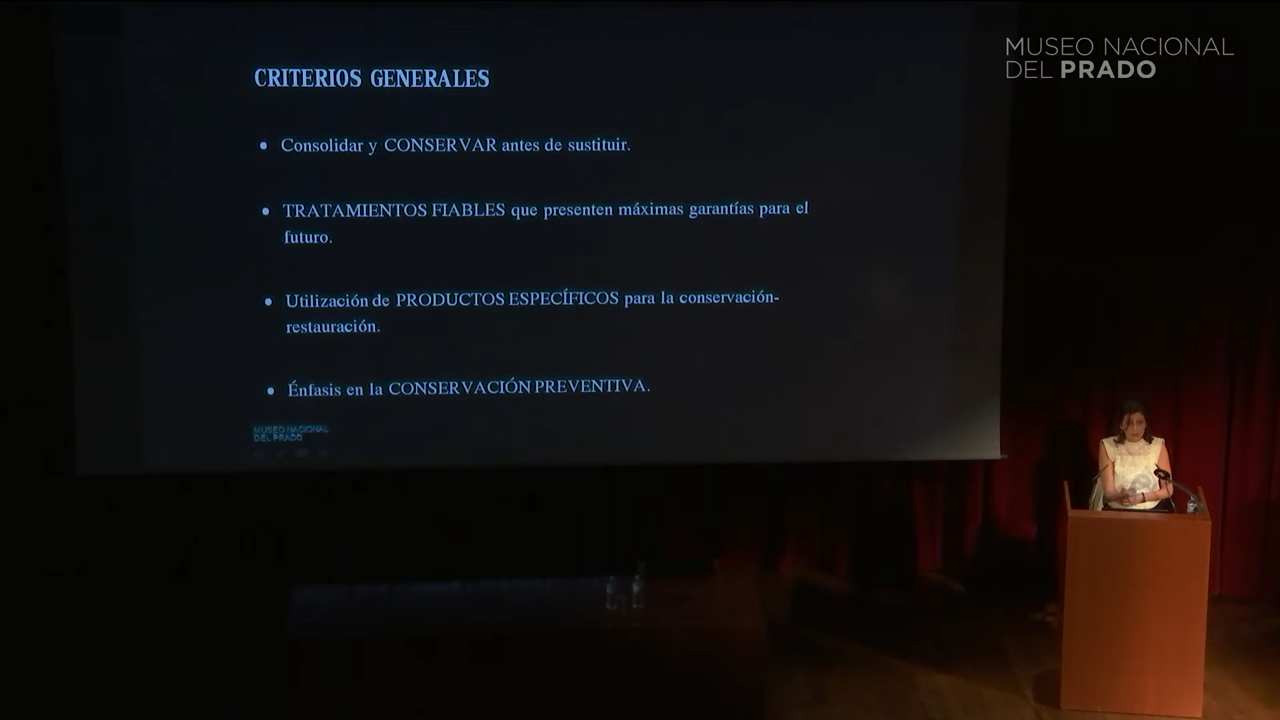 MUSEO NACIONAL
DEL PRADO
CRITERIOS GENERALES
• Consolidar y CONSERVAR antes de sustituir.
• TRATAMIENTOS FIABLES que presenten máximas garantías para el
futuro.
• Utilización de PRODUCTOS ESPECÍFICOS para la conservación-
restauración.
• Énfasis en la CONSERVACIÓN PREVENTIVA.
MUSEO NACIONAL
DEL PRADO